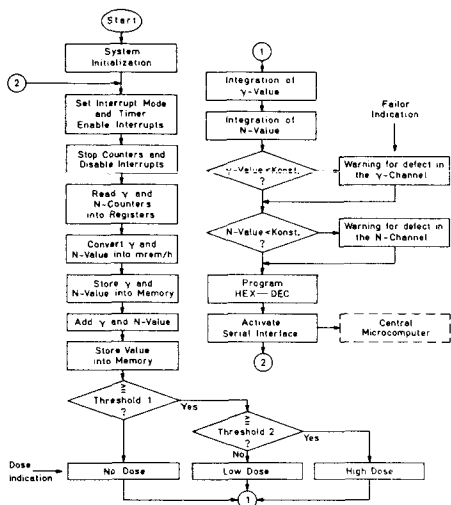 Start
System
Initialization
2
Set Interrupt Mode
and Timer
Enable Interrupts
Stop Counters and
Disable Interrupts
Read γ and
N-Counters
into Registers
Convert γ and
N-Value into mrem/h
Store γ and
N-Value into Memory
Add γ and N-Value
Store Value
into Memory
≥
Threshold 1
?
Yes
≥
Threshold 2
?
No
Yes
Dose
indication
No Dose
Low Dose
High Dose
1
1
Integration of
γ-Value
Integration of
N-Value
Failor
Indication
γ-Value<Konst.
?
Warning for defect in
the γ-Channel
N-Value<Konst.
?
Warning for defect in
the N-Channel
Program
HEX—DEC
Activate
Serial Interface
Central
Microcomputer
2